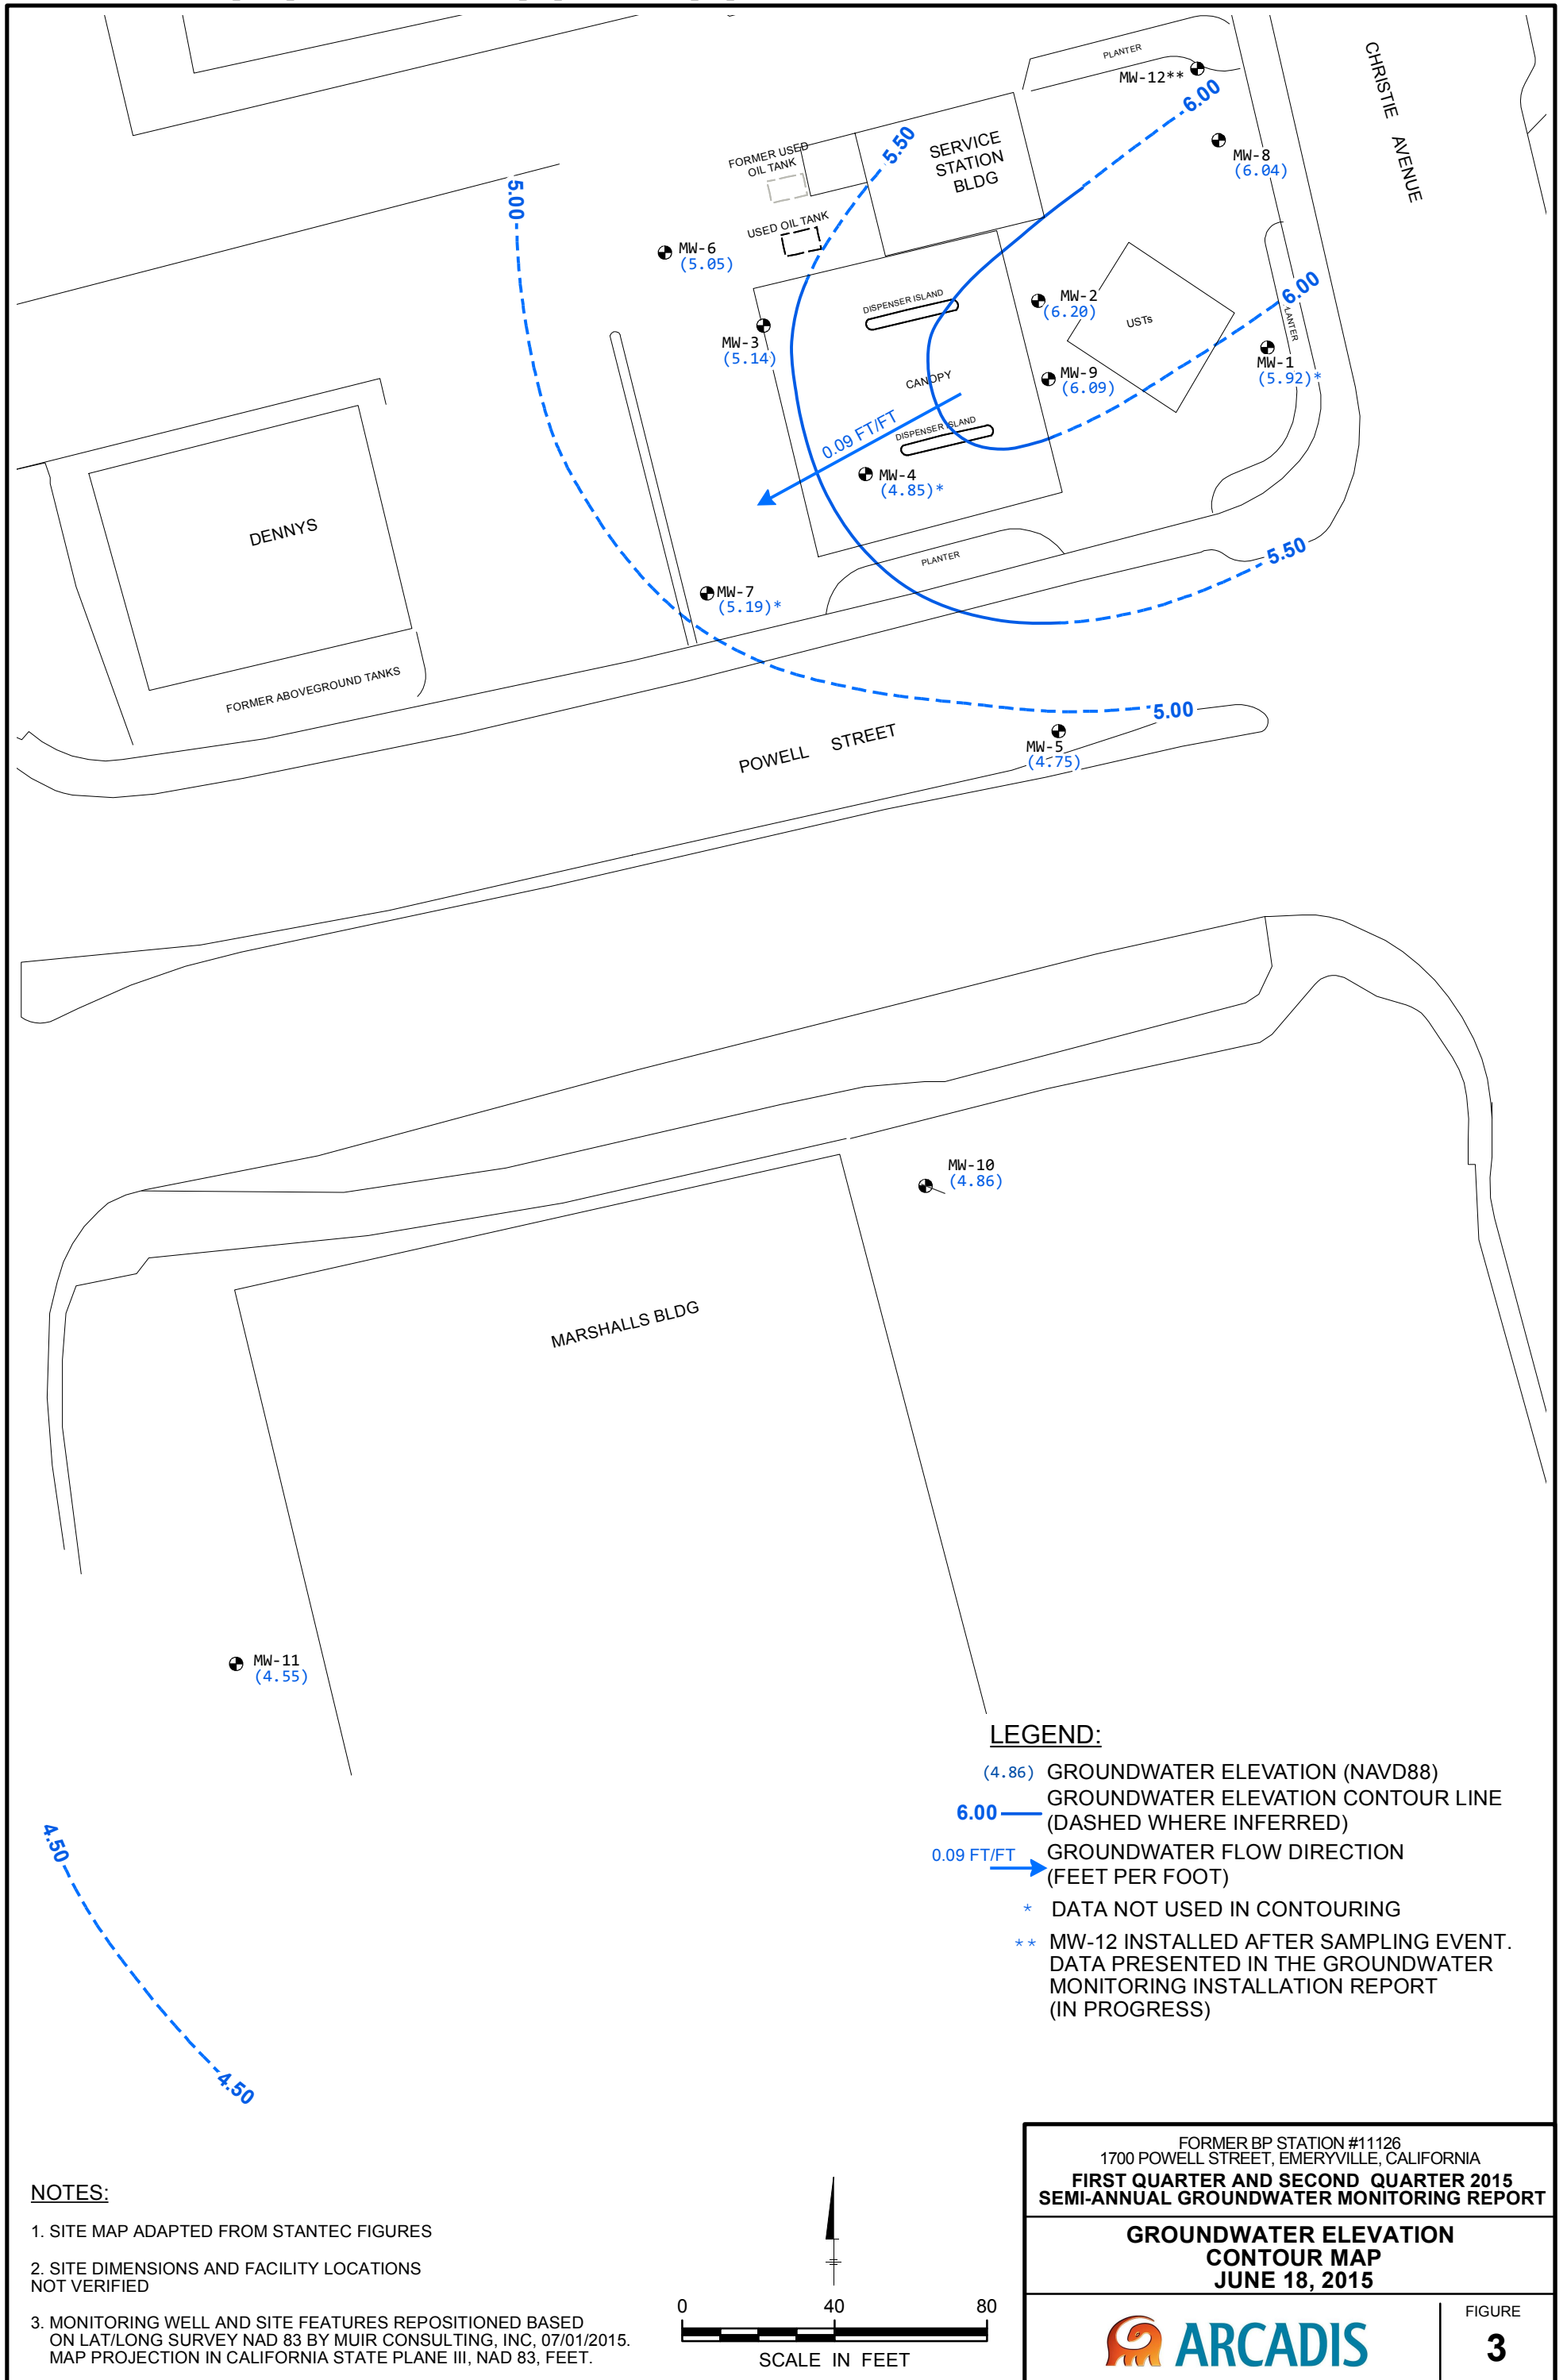 PLANTER
MW-12**
6.00
CHRISTIE AVENUE
5.50
SERVICE
STATION
BLDG
MW-8
(6.04)
FORMER USED
OIL TANK
5.00
USED OIL TANK
MW-6
(5.05)
DISPENSER ISLAND
MW-2
(6.20)
USTs
6.00
MW-3
(5.14)
MW-1
(5.92)*
CANOPY
MW-9
(6.09)
0.09 FT/FT
DISPENSER ISLAND
MW-4
(4.85)*
DENNYS
PLANTER
5.50
MW-7
(5.19)*
FORMER ABOVEGROUND TANKS
5.00
POWELL STREET
MW-5
(4.75)
MW-10
(4.86)
MARSHALLS BLDG
MW-11
(4.55)
4.50
4.50
LEGEND:
(4.86) GROUNDWATER ELEVATION (NAVD88)
6.00 GROUNDWATER ELEVATION CONTOUR LINE
(DASHED WHERE INFERRED)
0.09 FT/FT GROUNDWATER FLOW DIRECTION
(FEET PER FOOT)
* DATA NOT USED IN CONTOURING
** MW-12 INSTALLED AFTER SAMPLING EVENT.
DATA PRESENTED IN THE GROUNDWATER
MONITORING INSTALLATION REPORT
(IN PROGRESS)
NOTES:
1. SITE MAP ADAPTED FROM STANTEC FIGURES
2. SITE DIMENSIONS AND FACILITY LOCATIONS
NOT VERIFIED
3. MONITORING WELL AND SITE FEATURES REPOSITIONED BASED
ON LAT/LONG SURVEY NAD 83 BY MUIR CONSULTING, INC, 07/01/2015.
MAP PROJECTION IN CALIFORNIA STATE PLANE III, NAD 83, FEET.
0 40 80
SCALE IN FEET
FORMER BP STATION #11126
1700 POWELL STREET, EMERYVILLE, CALIFORNIA
FIRST QUARTER AND SECOND QUARTER 2015
SEMI-ANNUAL GROUNDWATER MONITORING REPORT
GROUNDWATER ELEVATION
CONTOUR MAP
JUNE 18, 2015
ARCADIS
FIGURE
3